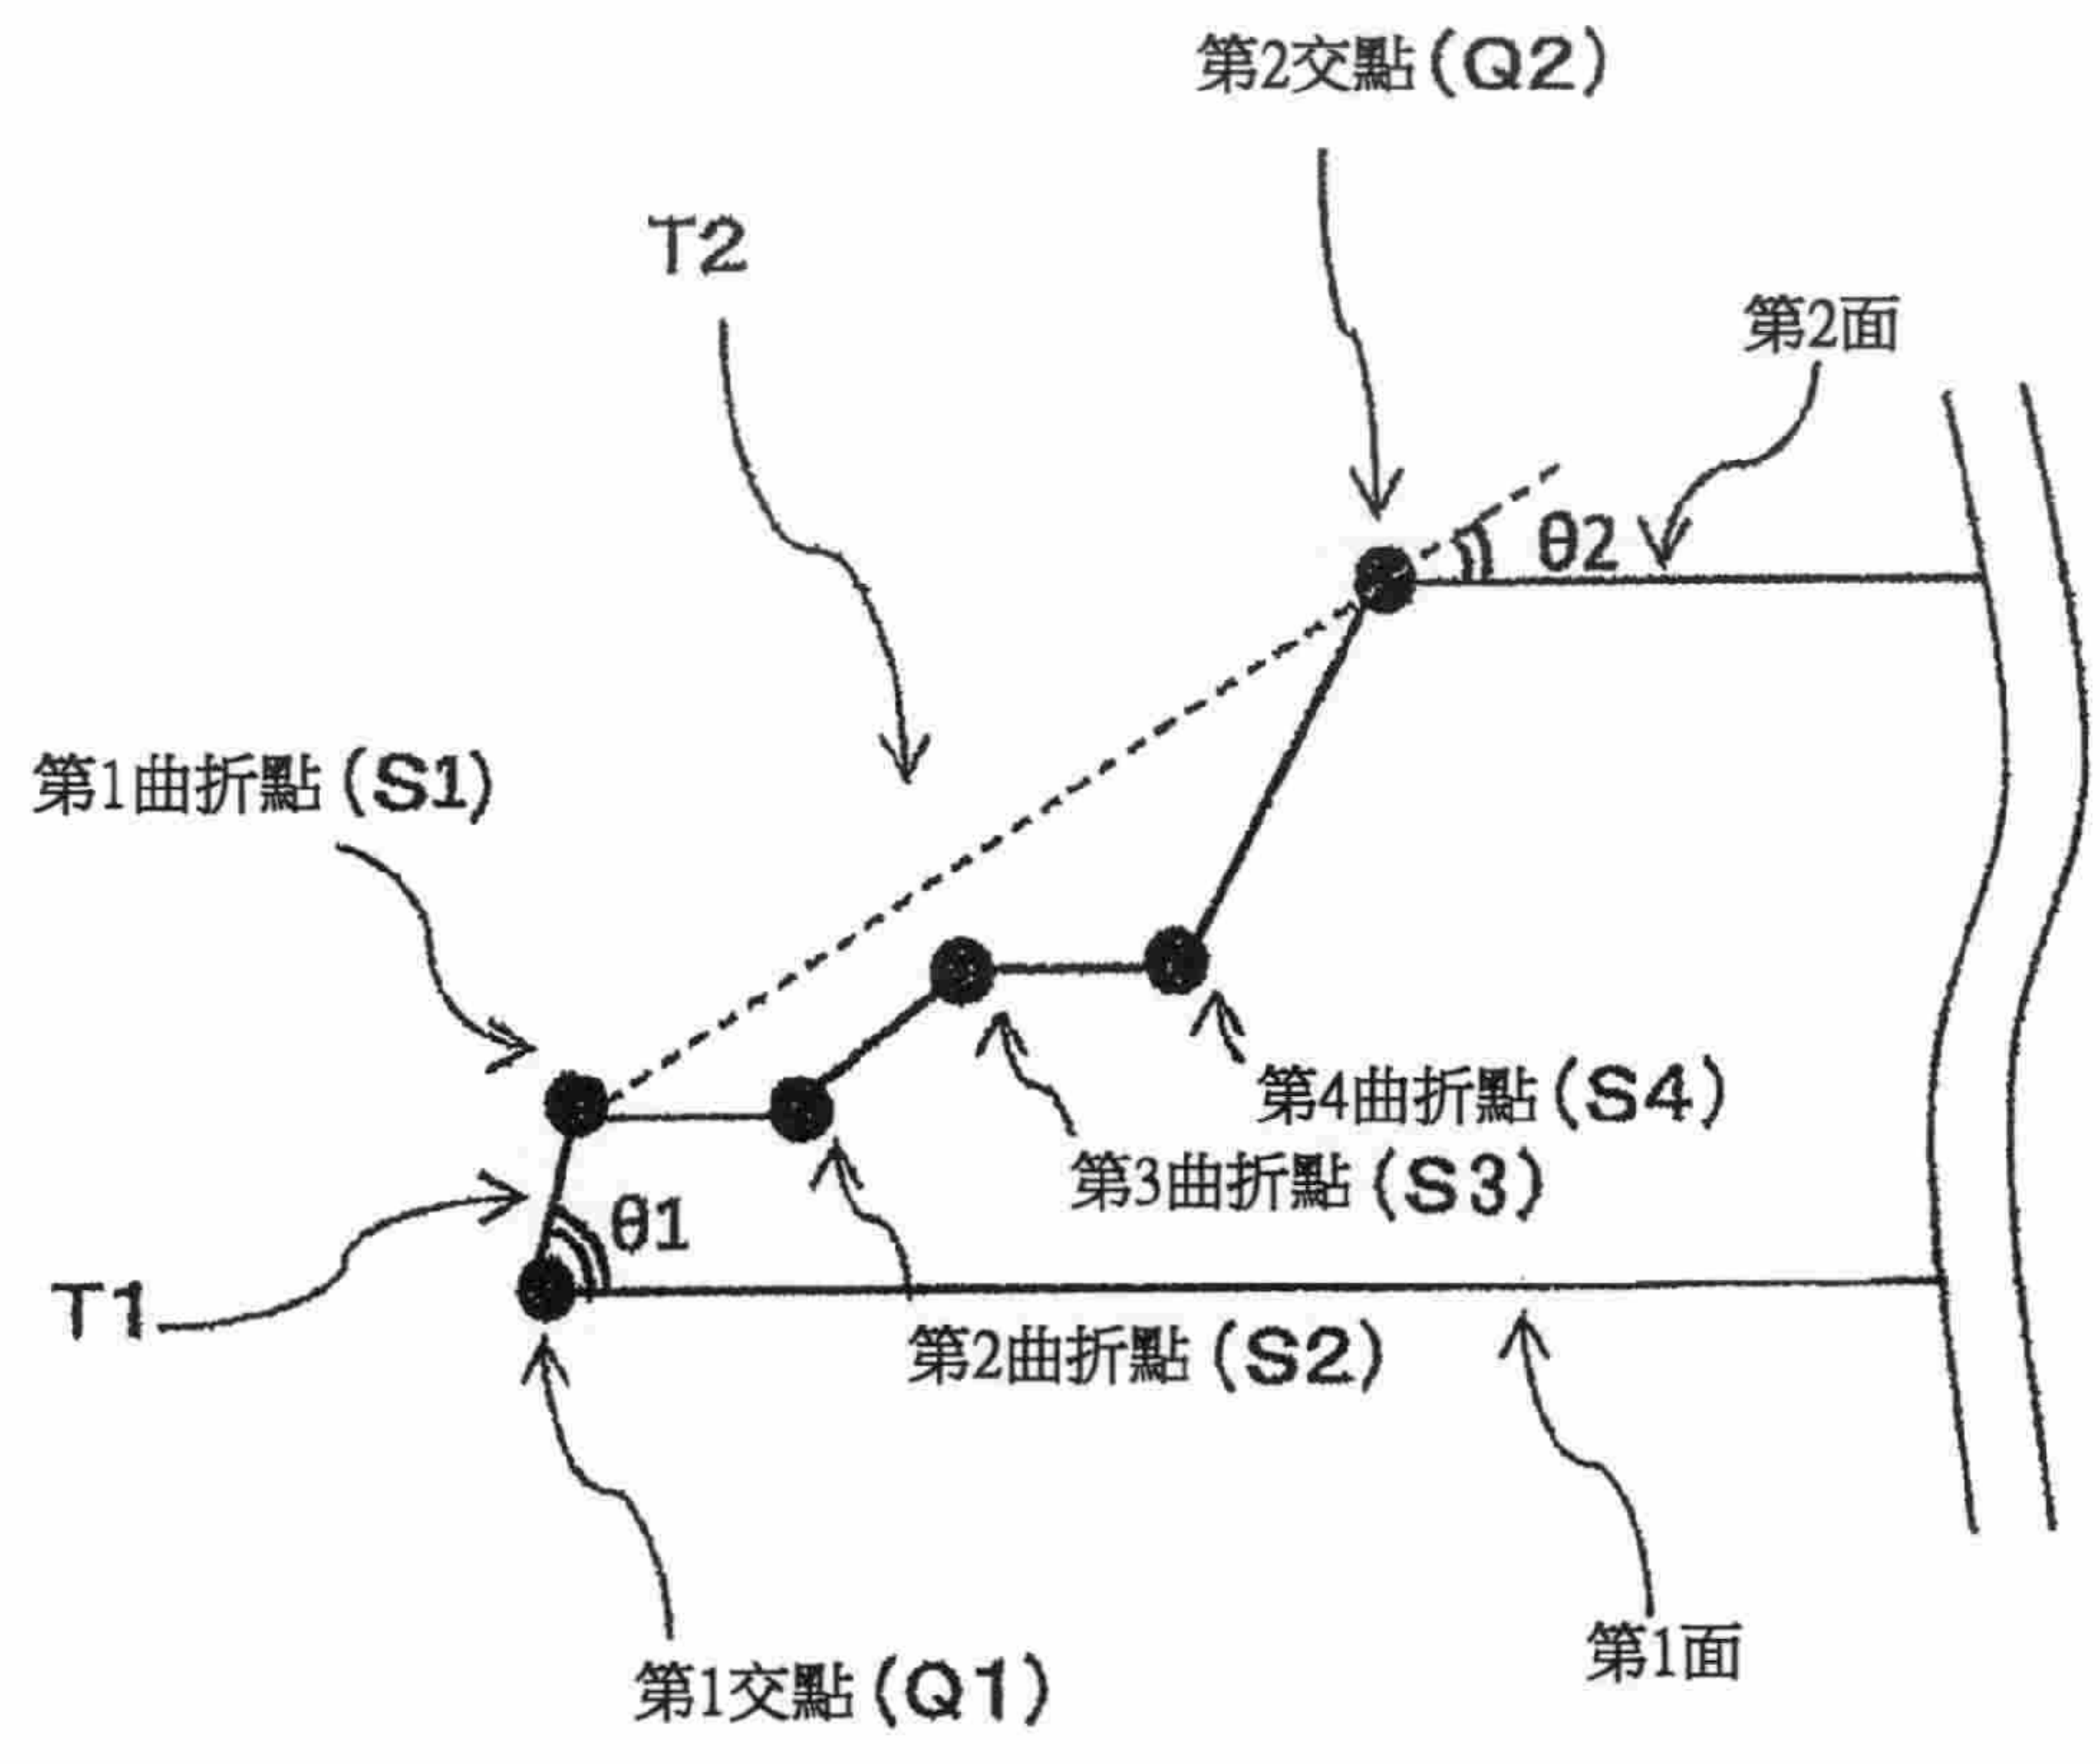 第2交點(Q2)
T2
第2面
θ2
第1曲折點(S1)
第4曲折點(S4)
第3曲折點(S3)
θ1
T1
第2曲折點(S2)
第1面
第1交點(Q1)